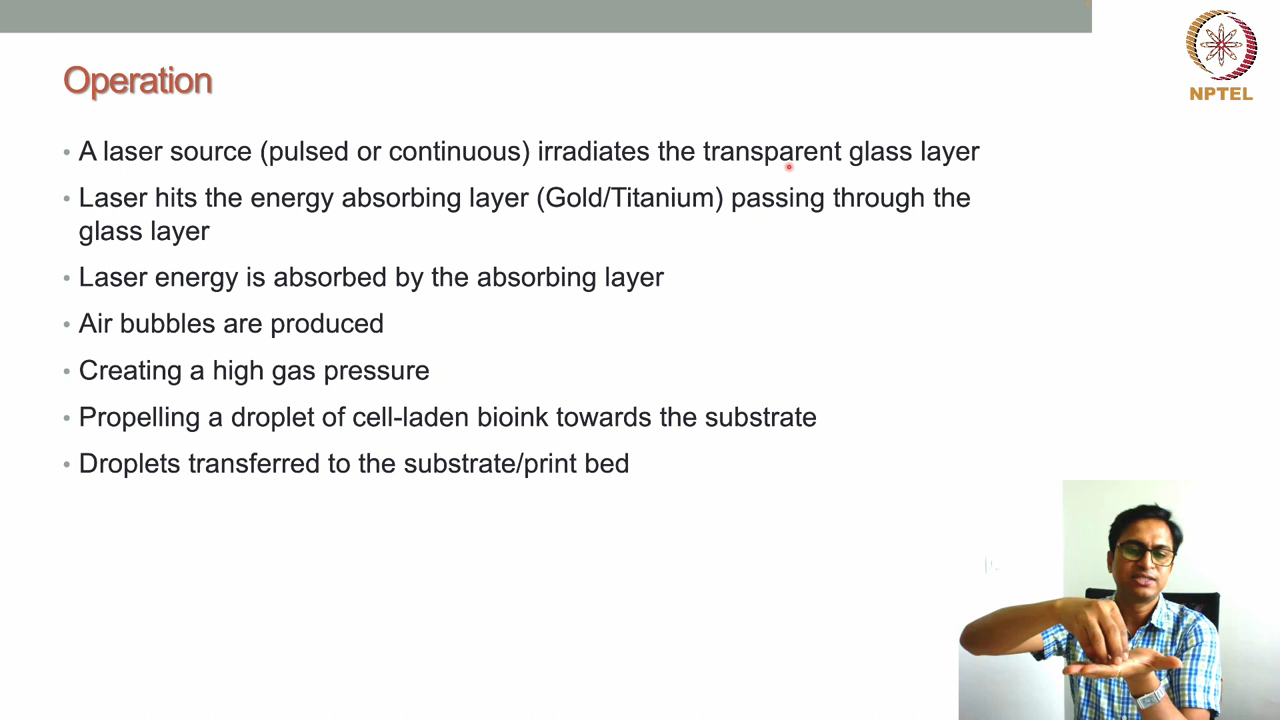 NPTEL
Operation
• A laser source (pulsed or continuous) irradiates the transparent glass layer
• Laser hits the energy absorbing layer (Gold/Titanium) passing through the
glass layer
• Laser energy is absorbed by the absorbing layer
• Air bubbles are produced
• Creating a high gas pressure
• Propelling a droplet of cell-laden bioink towards the substrate
• Droplets transferred to the substrate/print bed